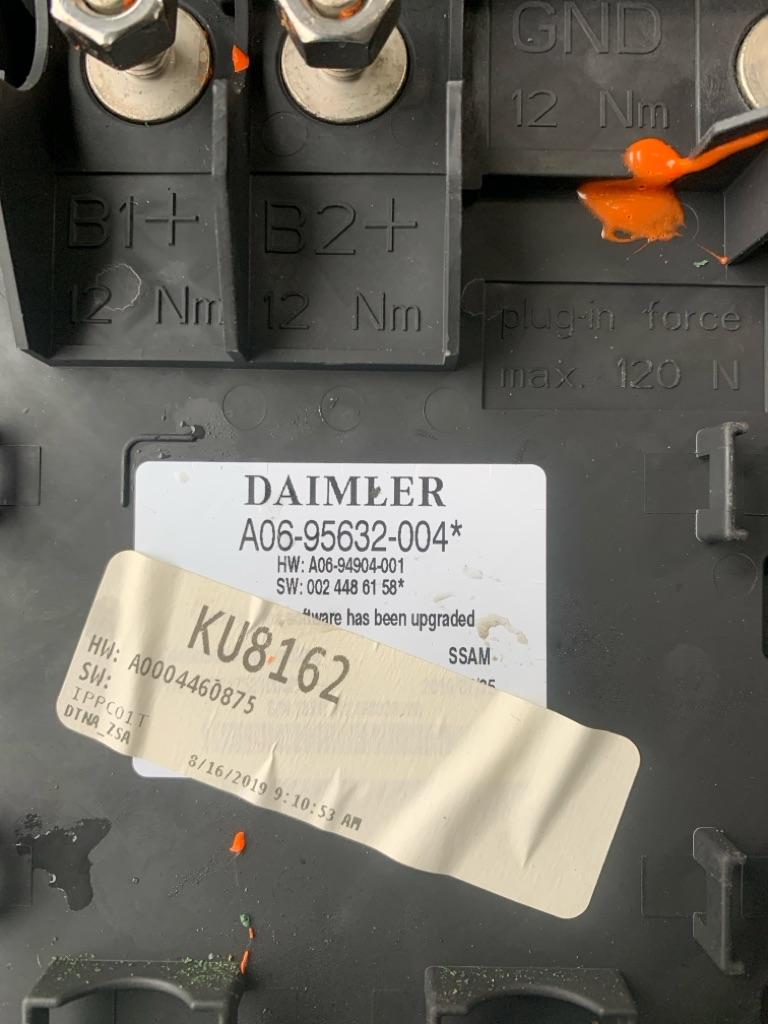 GND
12 Nm
B1+
B2+
12 Nm
12 Nm
plug-in force
max. 120 N
DAIMLER
A06-95632-004*
HW: A06-94904-001
SW: 002 448 61 58*
software has been upgraded
SSAM
KU8162
HW: A0004460875
SW:
IPPC01T
DTNA_ZSA
8/16/2019 9:10:53 AM